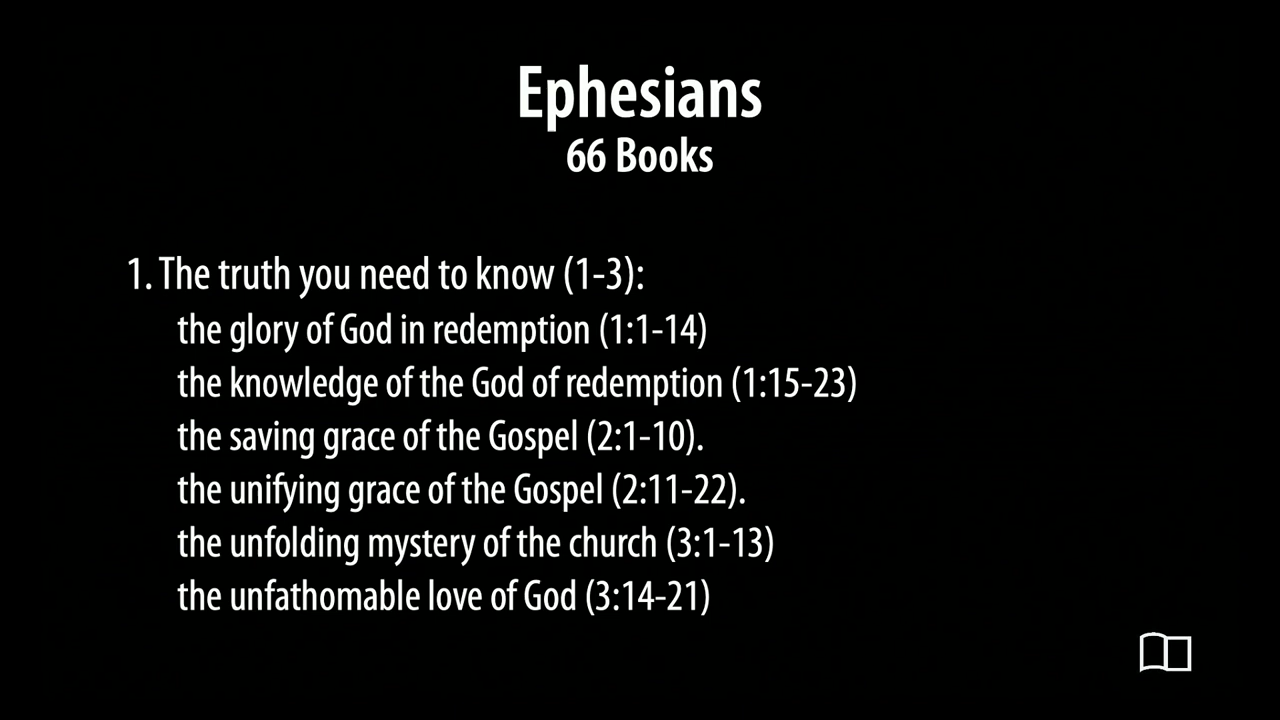 Ephesians
66 Books
1. The truth you need to know (1-3):
the glory of God in redemption (1:1-14)
the knowledge of the God of redemption (1:15-23)
the saving grace of the Gospel (2:1-10).
the unifying grace of the Gospel (2:11-22).
the unfolding mystery of the church (3:1-13)
the unfathomable love of God (3:14-21)